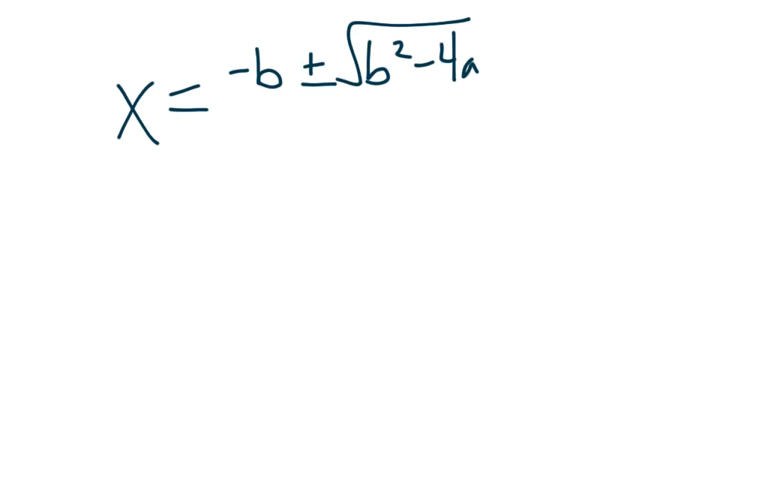 x = -b ± √b² - 4a